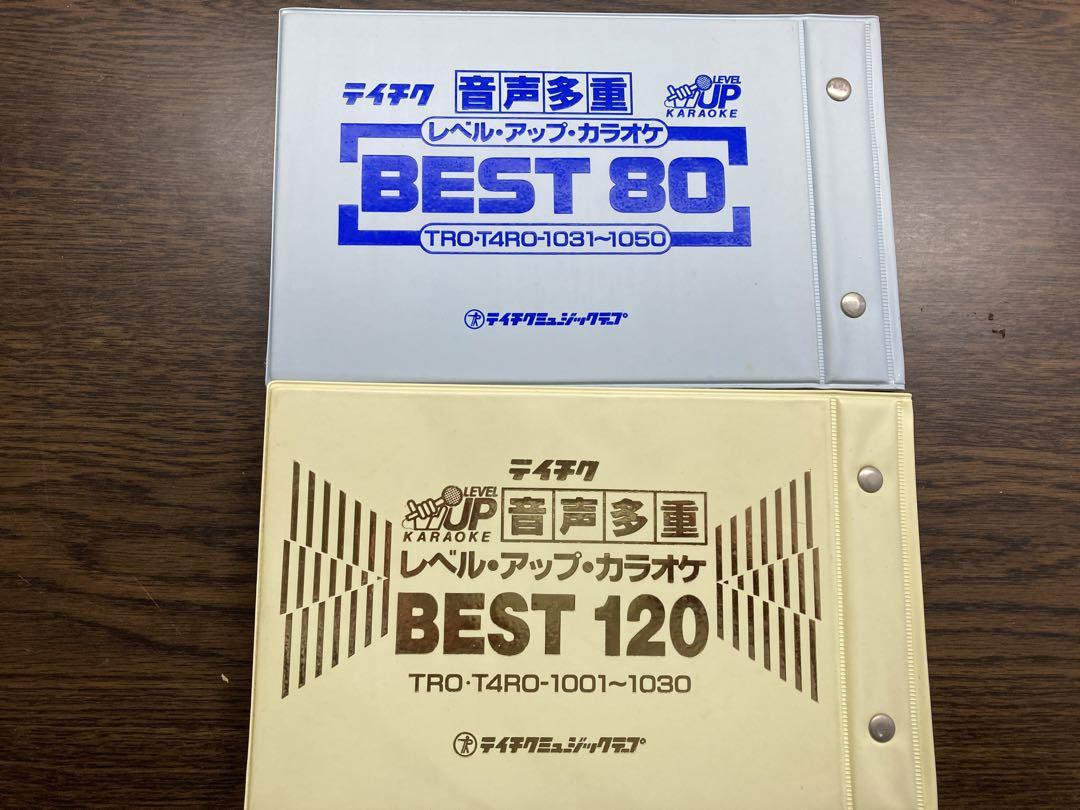 テイチク 音声多重 LEVEL UP KARAOKE
レベル・アップ・カラオケ
BEST 80
TRO・T4RO-1031~1050
テイチクミュージックテープ
テイチク
LEVEL UP KARAOKE 音声多重
レベル・アップ・カラオケ
BEST 120
TRO・T4RO-1001~1030
テイチクミュージックテープ